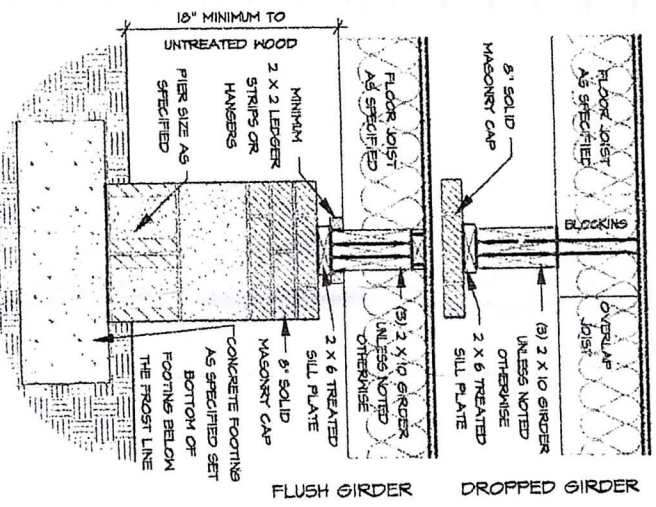 FLOOR JOIST
AS SPECIFIED
BLOCKING
OVERLAP
JOIST
8" SOLID
MASONRY CAP
(3) 2 X 10 GIRDER
UNLESS NOTED
OTHERWISE
2 X 6 TREATED
SILL PLATE
DROPPED GIRDER
FLOOR JOIST
AS SPECIFIED
18" MINIMUM TO
UNTREATED WOOD
MINIMUM
2 X 2 LEDGER
STRIPS OR
HANGERS
PIER SIZE AS
SPECIFIED
(3) 2 X 10 GIRDER
UNLESS NOTED
OTHERWISE
2 X 6 TREATED
SILL PLATE
8" SOLID
MASONRY CAP
CONCRETE FOOTING
AS SPECIFIED SET
BOTTOM OF
FOOTING BELOW
THE FROST LINE
FLUSH GIRDER